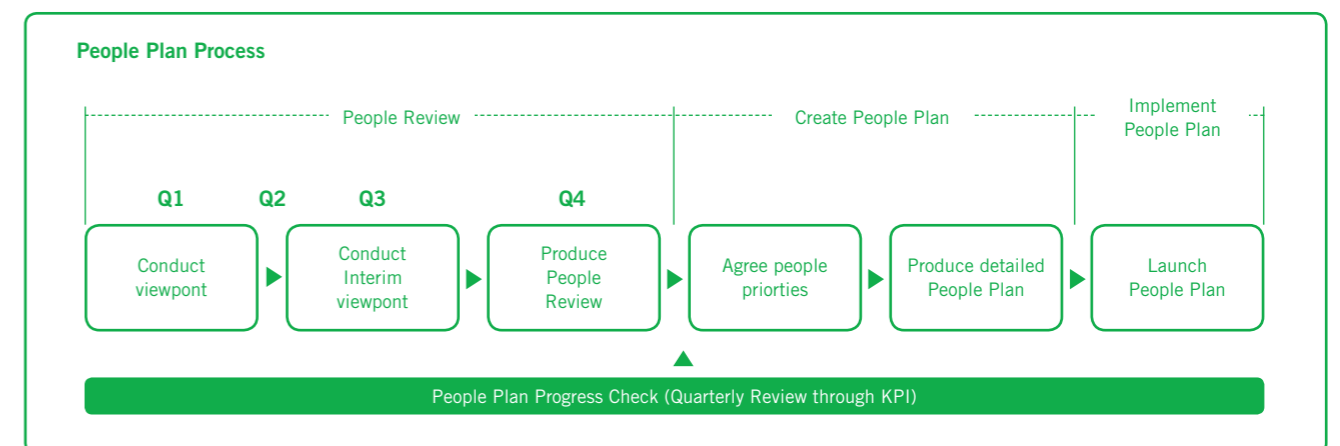 People Plan Process
People Review
Create People Plan
Implement
People Plan
Q1
Q2
Q3
Q4
Conduct
viewpont
Conduct
Interim
viewpont
Produce
People
Review
Agree people
priorties
Produce detailed
People Plan
Launch
People Plan
People Plan Progress Check (Quarterly Review through KPI)